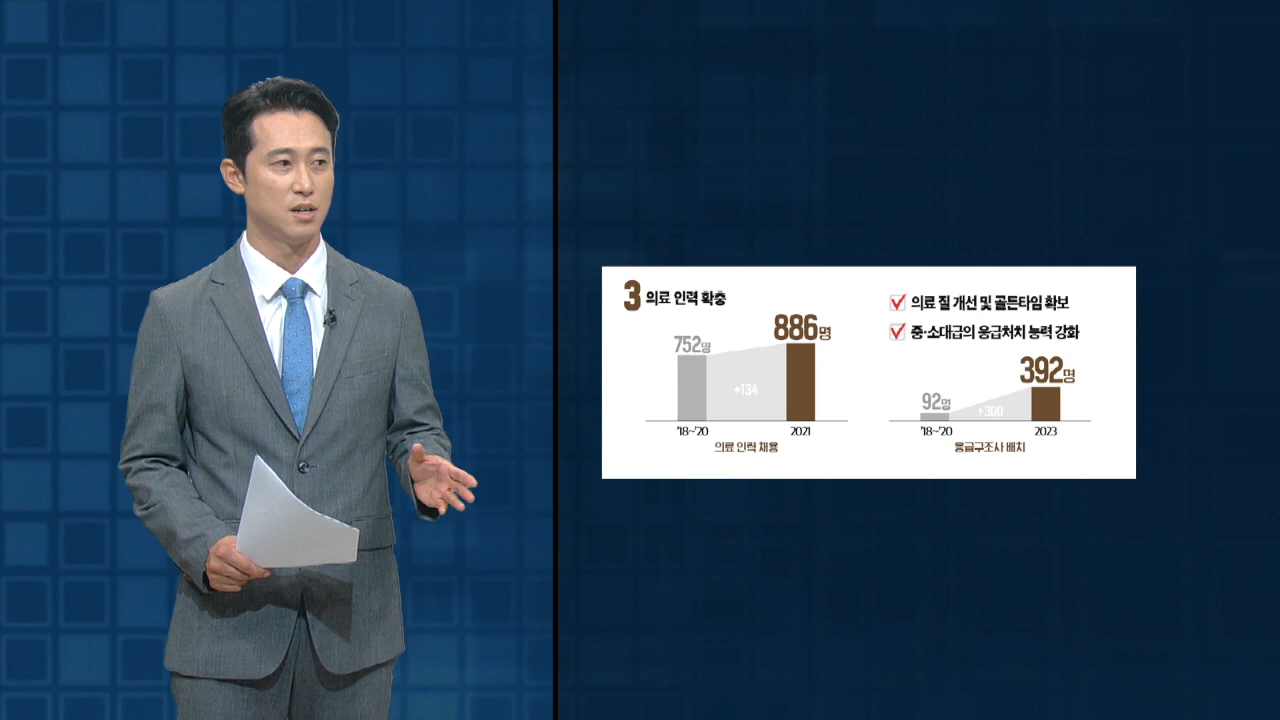 3 의료 인력 확충
752명
886명
+134
'18~'20
2021
의료 인력 채용
의료 질 개선 및 골든타임 확보
중·소대급의 응급처치 능력 강화
92명
392명
+300
'18~'20
2023
응급구조사 배치